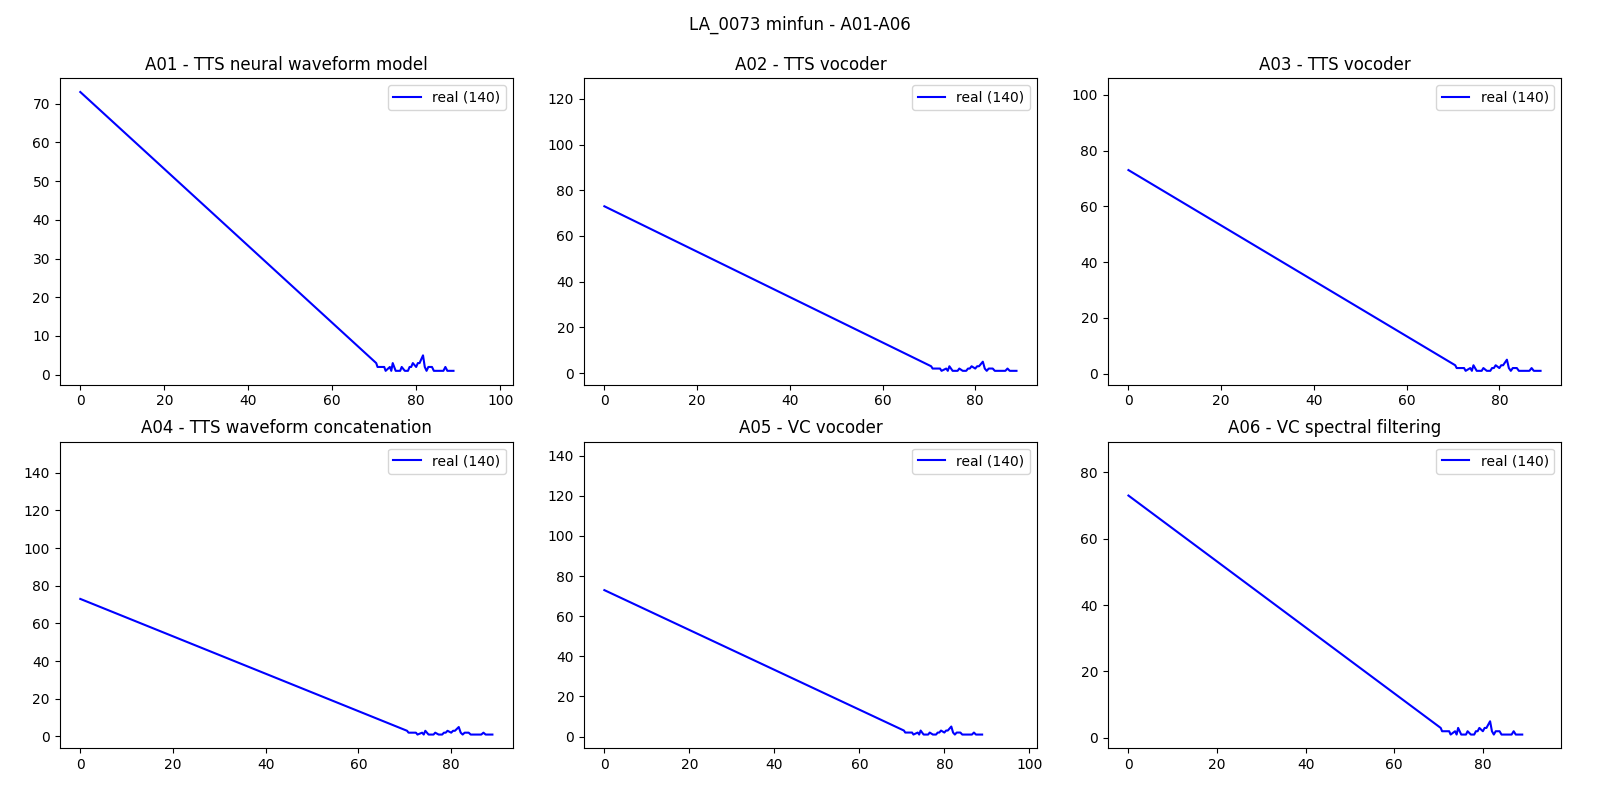 LA_0073 minfun - A01-A06
A01 - TTS neural waveform model
real (140)
70
60
50
40
30
20
10
0
0 20 40 60 80 100
A02 - TTS vocoder
real (140)
120
100
80
60
40
20
0
0 20 40 60 80
A03 - TTS vocoder
real (140)
100
80
60
40
20
0
0 20 40 60 80
A04 - TTS waveform concatenation
real (140)
140
120
100
80
60
40
20
0
0 20 40 60 80
A05 - VC vocoder
real (140)
140
120
100
80
60
40
20
0
0 20 40 60 80 100
A06 - VC spectral filtering
real (140)
80
60
40
20
0
0 20 40 60 80